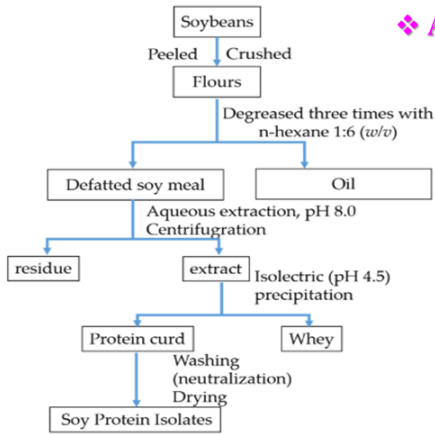 Soybeans
Peeled Crushed
Flours
Degreased three times with
n-hexane 1:6 (w/v)
Defatted soy meal
Oil
Aqueous extraction, pH 8.0
Centrifugration
residue
extract
Isolectric (pH 4.5)
precipitation
Protein curd
Whey
Washing
(neutralization)
Drying
Soy Protein Isolates